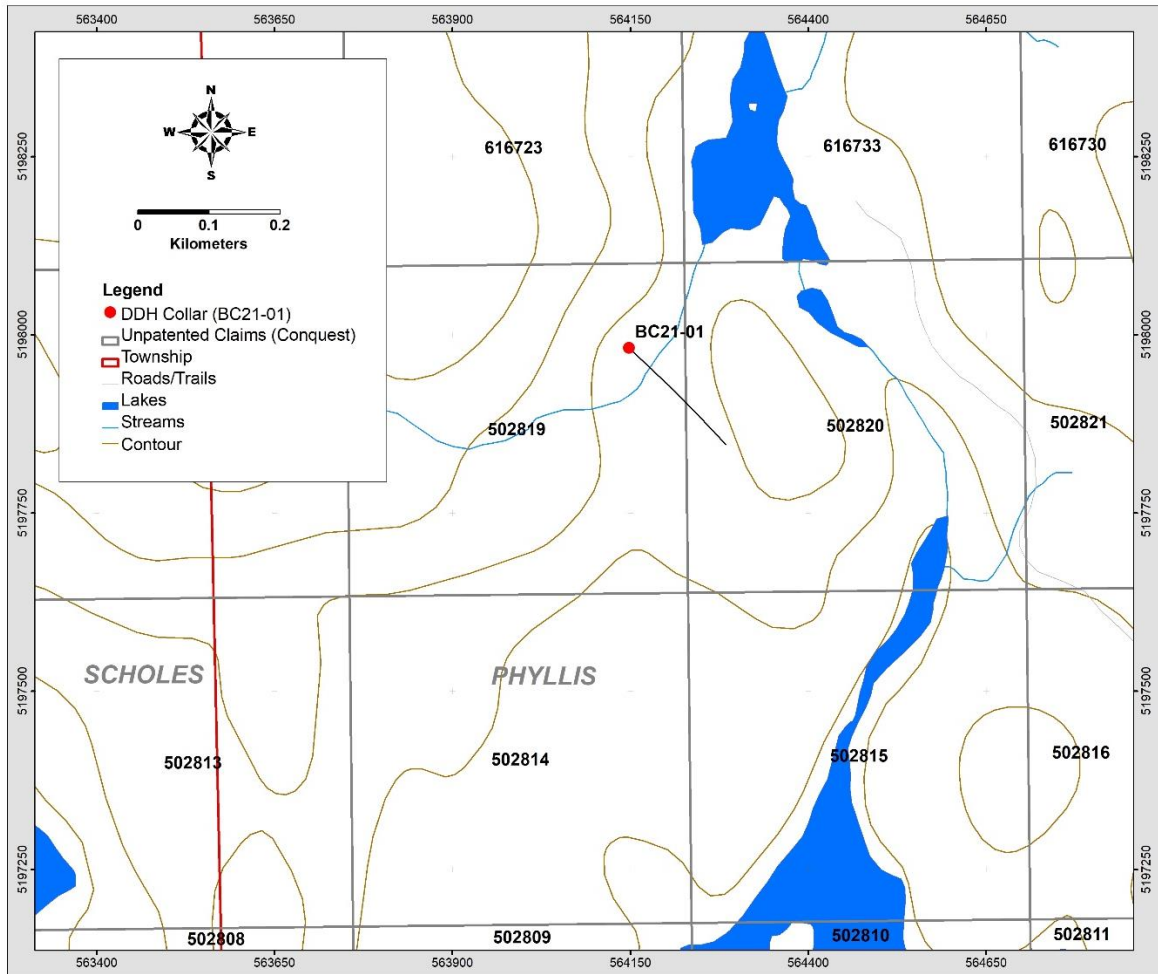 563400 563650 563900 564150 564400 564650
N
W E
S
0 0.1 0.2
Kilometers
Legend
DDH Collar (BC21-01)
Unpatented Claims (Conquest)
Township
Roads/Trails
Lakes
Streams
Contour
616723 616733 616730
5198250 5198250
5198000 5198000
BC21-01
502819 502820 502821
5197750 5197750
SCHOLES PHYLLIS
5197500 5197500
502813 502814 502815 502816
5197250 5197250
502808 502809 502810 502811
563400 563650 563900 564150 564400 564650